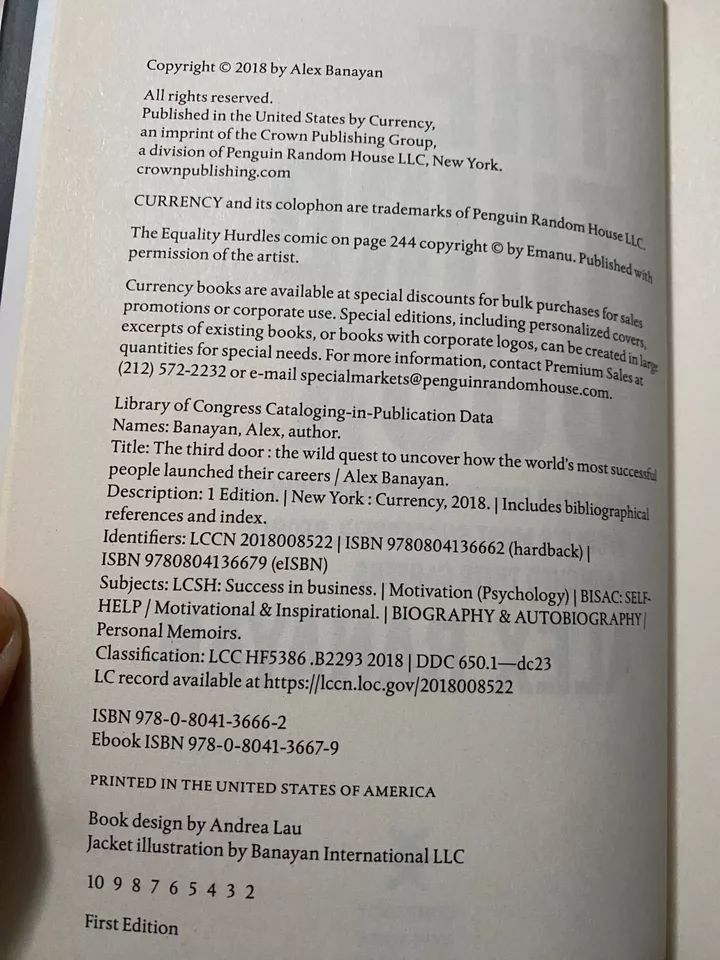 Copyright © 2018 by Alex Banayan
All rights reserved.
Published in the United States by Currency,
an imprint of the Crown Publishing Group,
a division of Penguin Random House LLC, New York.
crownpublishing.com
CURRENCY and its colophon are trademarks of Penguin Random House LLC.
The Equality Hurdles comic on page 244 copyright © by Emanu. Published with
permission of the artist.
Currency books are available at special discounts for bulk purchases for sales
promotions or corporate use. Special editions, including personalized covers,
excerpts of existing books, or books with corporate logos, can be created in large
quantities for special needs. For more information, contact Premium Sales at
(212) 572-2232 or e-mail specialmarkets@penguinrandomhouse.com.
Library of Congress Cataloging-in-Publication Data
Names: Banayan, Alex, author.
Title: The third door : the wild quest to uncover how the world's most successful
people launched their careers / Alex Banayan.
Description: 1 Edition. | New York : Currency, 2018. | Includes bibliographical
references and index.
Identifiers: LCCN 2018008522 | ISBN 9780804136662 (hardback) |
ISBN 9780804136679 (eISBN)
Subjects: LCSH: Success in business. | Motivation (Psychology) | BISAC: SELF-
HELP / Motivational & Inspirational. | BIOGRAPHY & AUTOBIOGRAPHY /
Personal Memoirs.
Classification: LCC HF5386 .B2293 2018 | DDC 650.1—dc23
LC record available at https://lccn.loc.gov/2018008522
ISBN 978-0-8041-3666-2
Ebook ISBN 978-0-8041-3667-9
PRINTED IN THE UNITED STATES OF AMERICA
Book design by Andrea Lau
Jacket illustration by Banayan International LLC
10 9 8 7 6 5 4 3 2
First Edition